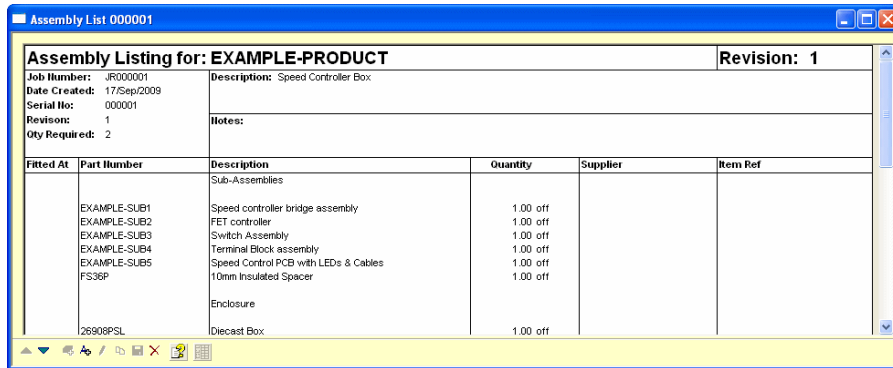 Assembly List 000001
Assembly Listing for: EXAMPLE-PRODUCT Revision: 1
Job Number: JR000001 Description: Speed Controller Box
Date Created: 17/Sep/2009
Serial No: 000001
Revison: 1 Notes:
Qty Required: 2
Fitted At Part Number Description Quantity Supplier Item Ref
Sub-Assemblies
EXAMPLE-SUB1 Speed controller bridge assembly 1.00 off
EXAMPLE-SUB2 FET controller 1.00 off
EXAMPLE-SUB3 Switch Assembly 1.00 off
EXAMPLE-SUB4 Terminal Block assembly 1.00 off
EXAMPLE-SUB5 Speed Control PCB with LEDs & Cables 1.00 off
FS36P 10mm Insulated Spacer 1.00 off
Enclosure
26908PSL Diecast Box 1.00 off